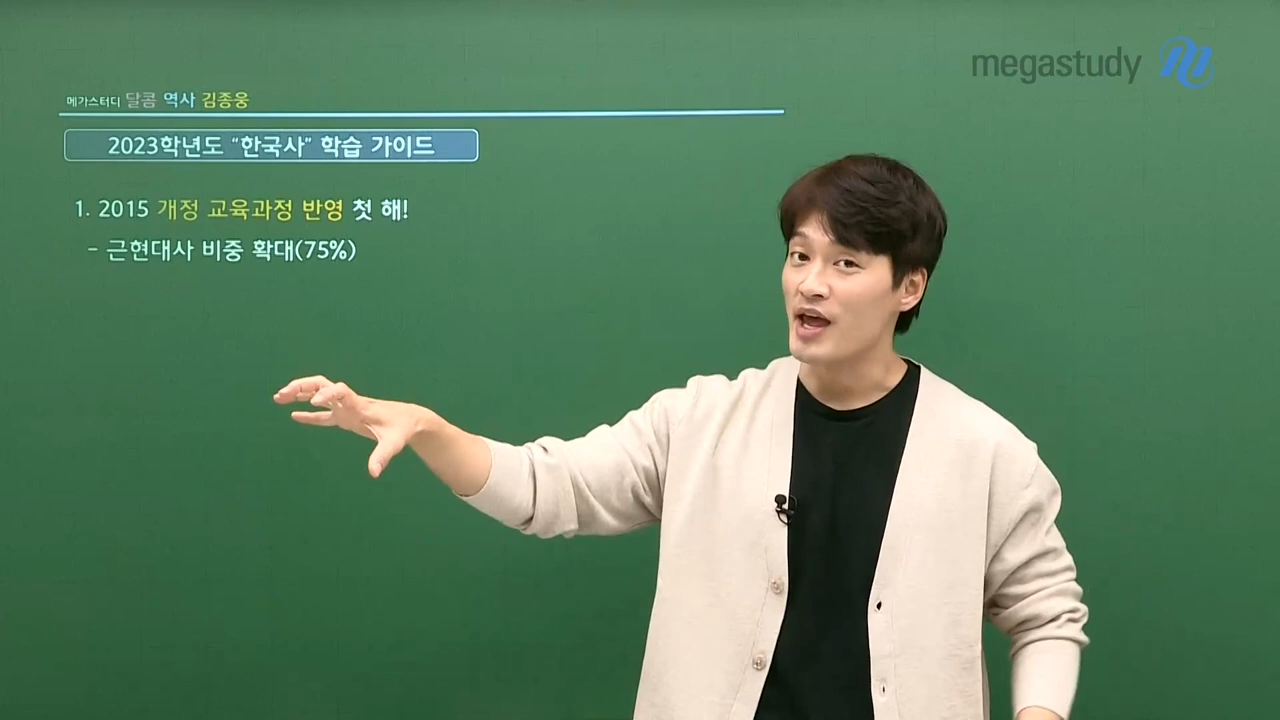 megastudy
메가스터디 달콤 역사 김종웅
2023학년도 “한국사” 학습 가이드
1. 2015 개정 교육과정 반영 첫 해!
- 근현대사 비중 확대(75%)